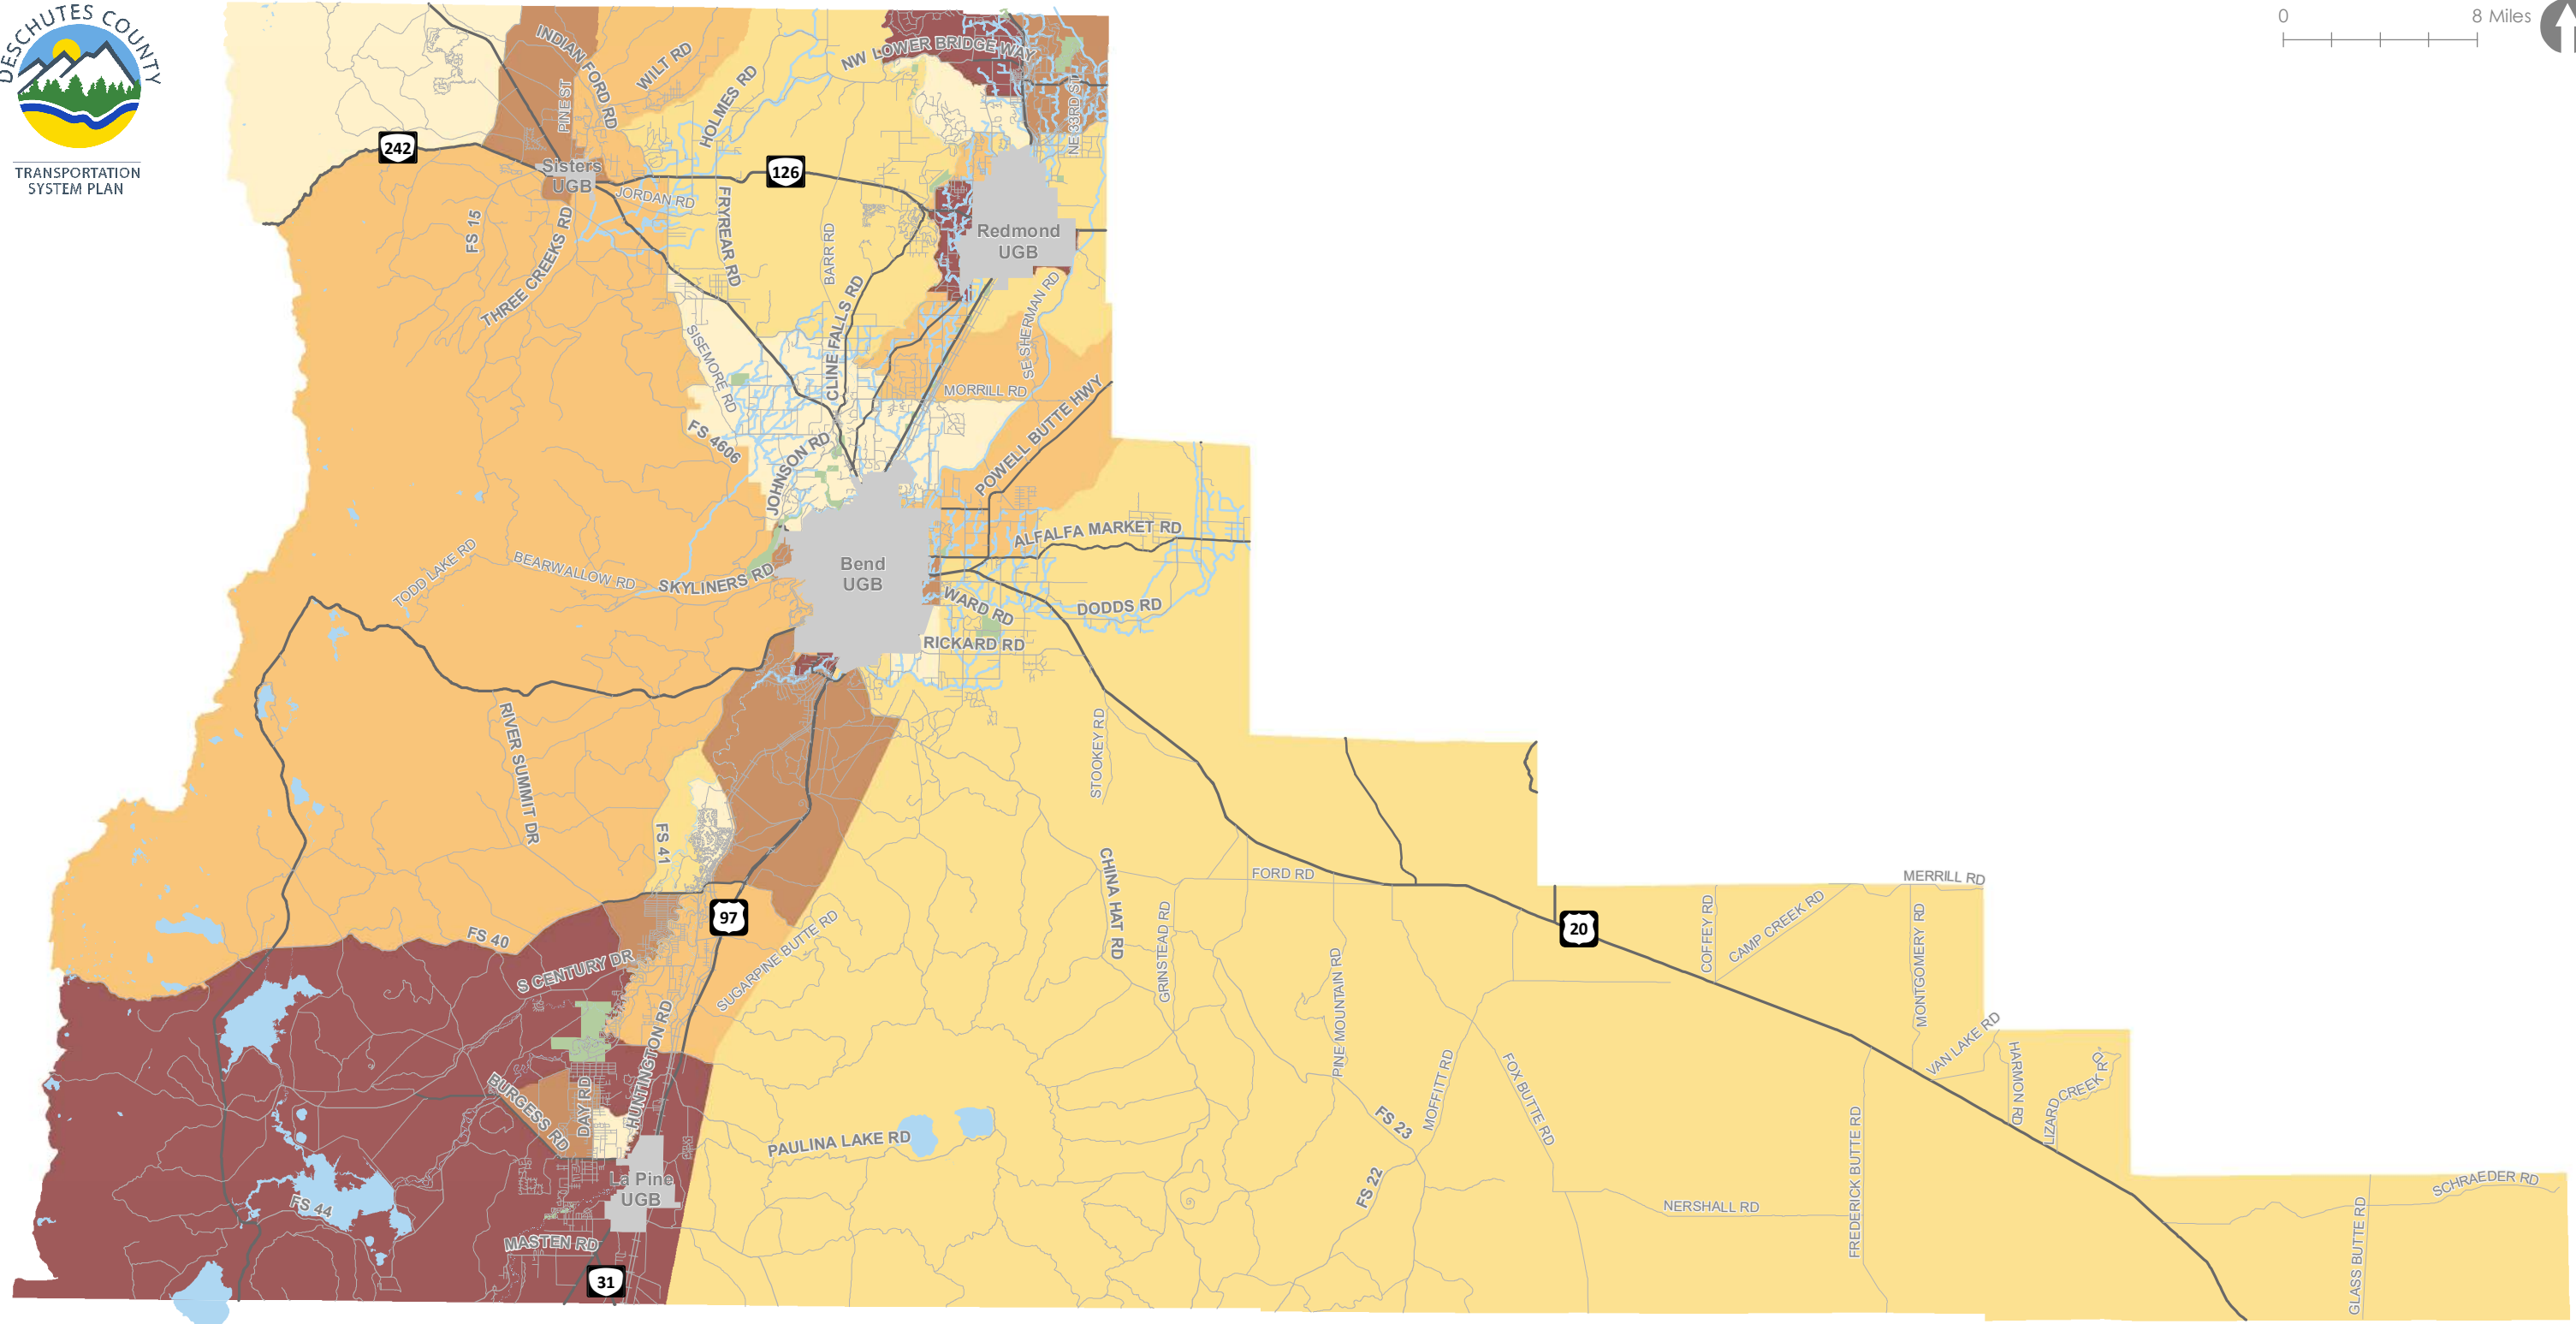 DESCHUTES COUNTY
TRANSPORTATION
SYSTEM PLAN
0 8 Miles
INDIAN FORD RD
WILT RD
PINE ST
HOLMES RD
NW LOWER BRIDGE WAY
NE 33RD ST
242
126
Sisters
UGB
JORDAN RD
FRYREAR RD
BARR RD
FS 15
THREE CREEKS RD
Redmond
UGB
CLINE FALLS RD
SE SHERMAN RD
SISEMORE RD
MORRILL RD
POWELL BUTTE HWY
FS 4606
JOHNSON RD
ALFALFA MARKET RD
TODD LAKE RD
BEARWALLOW RD
SKYLINERS RD
Bend
UGB
WARD RD
DODDS RD
RICKARD RD
RIVER SUMMIT DR
STOOKEY RD
FS 41
CHINA HAT RD
FORD RD
MERRILL RD
97
20
FS 40
S CENTURY DR
SUGARPINE BUTTE RD
GRINSTEAD RD
PINE MOUNTAIN RD
COFFEY RD
CAMP CREEK RD
MONTGOMERY RD
HUNTINGTON RD
VAN LAKE RD
HARMON RD
LIZARD CREEK RD
BURGESS RD
DAY RD
MOFFITT RD
FOX BUTTE RD
FS 23
PAULINA LAKE RD
FREDERICK BUTTE RD
La Pine
UGB
FS 44
FS 22
NERSHALL RD
SCHRAEDER RD
GLASS BUTTE RD
MASTEN RD
31